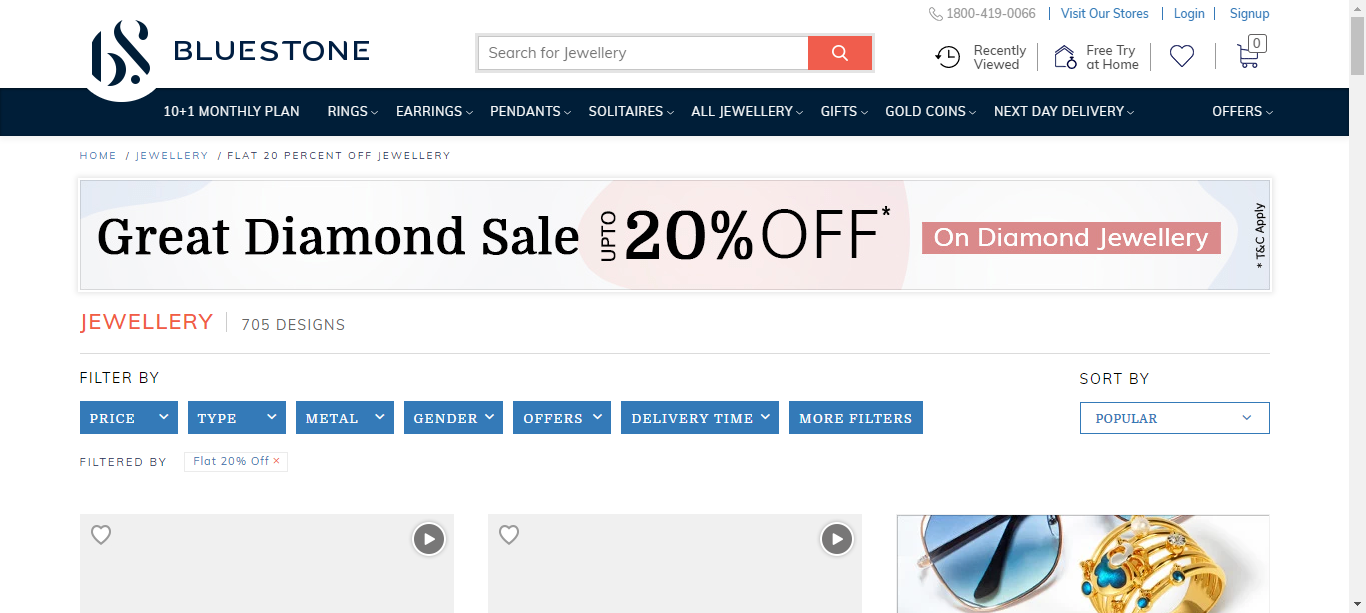 1800-419-0066 Visit Our Stores Login Signup
BLUESTONE
Search for Jewellery
Recently
Viewed
Free Try
at Home
0
10+1 MONTHLY PLAN RINGS EARRINGS PENDANTS SOLITAIRES ALL JEWELLERY GIFTS GOLD COINS NEXT DAY DELIVERY OFFERS
HOME / JEWELLERY / FLAT 20 PERCENT OFF JEWELLERY
Great Diamond Sale UPTO 20% OFF* On Diamond Jewellery * T&C Apply
JEWELLERY 705 DESIGNS
FILTER BY
SORT BY
PRICE TYPE METAL GENDER OFFERS DELIVERY TIME MORE FILTERS
POPULAR
FILTERED BY Flat 20% Off ×